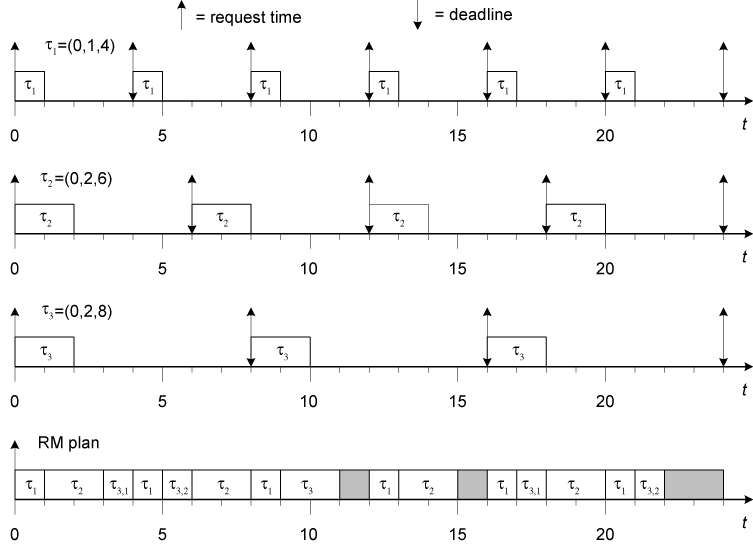 = request time = deadline
τ1=(0,1,4)
τ1 τ1 τ1 τ1 τ1 τ1
0 5 10 15 20 t
τ2=(0,2,6)
τ2 τ2 τ2 τ2
0 5 10 15 20 t
τ3=(0,2,8)
τ3 τ3 τ3
0 5 10 15 20 t
RM plan
τ1 τ2 τ3,1 τ1 τ3,2 τ2 τ1 τ3 τ1 τ2 τ1 τ3,1 τ2 τ1 τ3,2
0 5 10 15 20 t